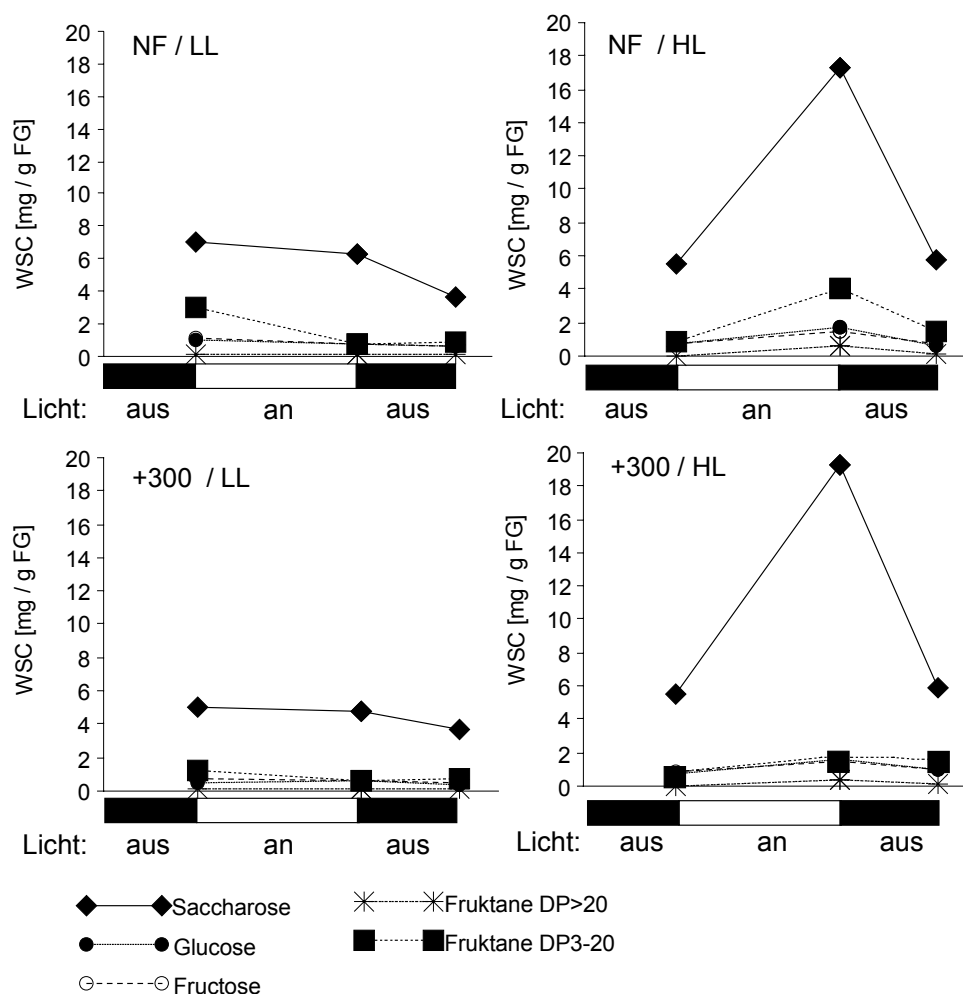 NF / LL
20
18
16
14
12
10
8
6
4
2
0
WSC [mg / g FG]
Licht: aus an aus
NF / HL
20
18
16
14
12
10
8
6
4
2
0
WSC [mg / g FG]
aus an aus
+300 / LL
20
18
16
14
12
10
8
6
4
2
0
WSC [mg / g FG]
Licht: aus an aus
+300 / HL
20
18
16
14
12
10
8
6
4
2
0
WSC [mg / g FG]
aus an aus
Saccharose
Glucose
Fructose
Fruktane DP>20
Fruktane DP3-20